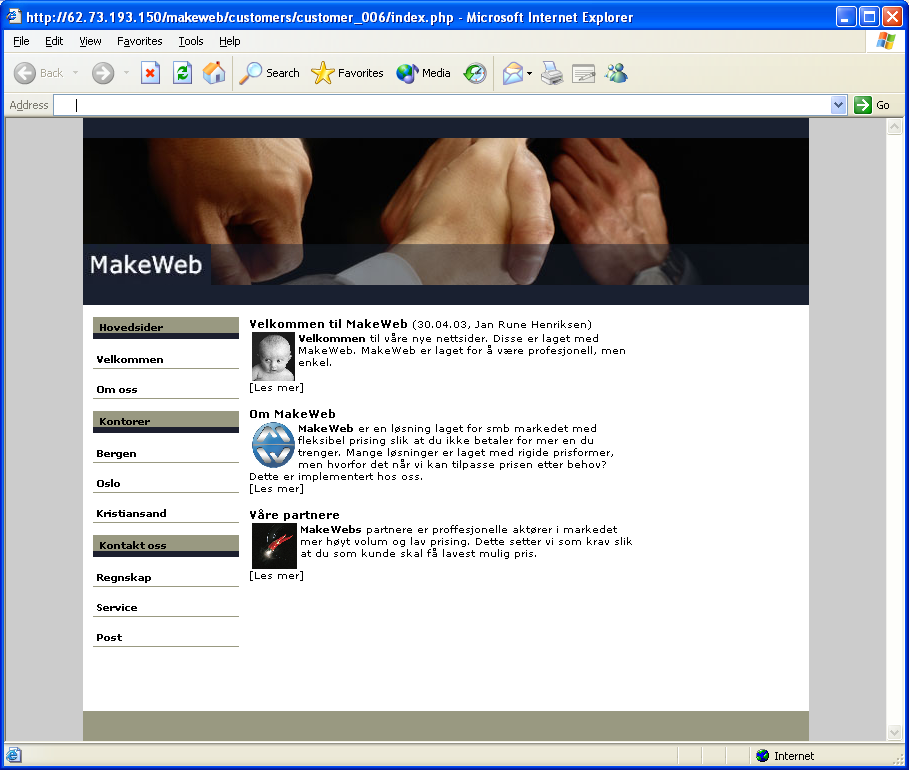 http://62.73.193.150/makeweb/customers/customer_006/index.php - Microsoft Internet Explorer
File Edit View Favorites Tools Help
Back Search Favorites Media
Address Go
MakeWeb
Hovedsider
Velkommen
Om oss
Kontorer
Bergen
Oslo
Kristiansand
Kontakt oss
Regnskap
Service
Post
Velkommen til MakeWeb (30.04.03, Jan Rune Henriksen)
Velkommen til våre nye nettsider. Disse er laget med
MakeWeb. MakeWeb er laget for å være profesjonell, men
enkel.
[Les mer]
Om MakeWeb
MakeWeb er en løsning laget for smb markedet med
fleksibel prising slik at du ikke betaler for mer en du
trenger. Mange løsninger er laget med rigide prisformer,
men hvorfor det når vi kan tilpasse prisen etter behov?
Dette er implementert hos oss.
[Les mer]
Våre partnere
MakeWebs partnere er proffesjonelle aktører i markedet
mer høyt volum og lav prising. Dette setter vi som krav slik
at du som kunde skal få lavest mulig pris.
[Les mer]
Internet